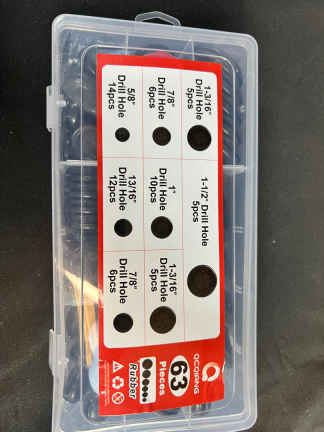 1-3/16"
Drill Hole
5pcs
1-1/2" Drill Hole
5pcs
7/8"
Drill Hole
6pcs
1"
Drill Hole
10pcs
1-3/16"
Drill Hole
5pcs
5/8"
Drill Hole
14pcs
13/16"
Drill Hole
12pcs
7/8"
Drill Hole
6pcs
QCQIANG
63
Pieces
Rubber